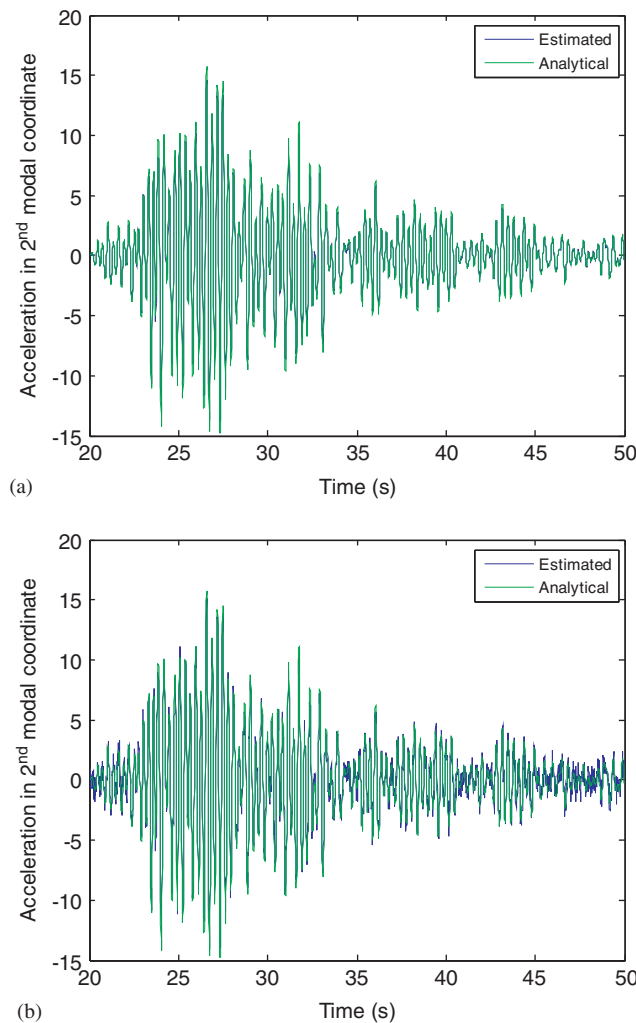 20
15
10
5
0
-5
-10
-15
Acceleration in 2nd modal coordinate
Estimated
Analytical
20 25 30 35 40 45 50
(a)
Time (s)
20
15
10
5
0
-5
-10
-15
Acceleration in 2nd modal coordinate
Estimated
Analytical
20 25 30 35 40 45 50
(b)
Time (s)